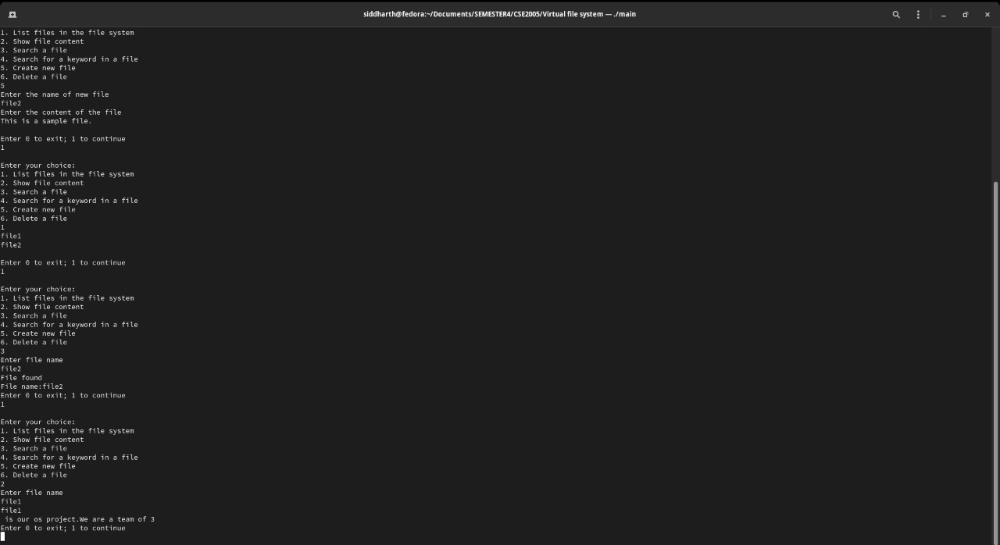 siddharth@fedora:~/Documents/SEMESTER4/CSE2005/Virtual file system — ./main
1. List files in the file system
2. Show file content
3. Search a file
4. Search for a keyword in a file
5. Create new file
6. Delete a file
5
Enter the name of new file
file2
Enter the content of the file
This is a sample file.
Enter 0 to exit; 1 to continue
1
Enter your choice:
1. List files in the file system
2. Show file content
3. Search a file
4. Search for a keyword in a file
5. Create new file
6. Delete a file
1
file1
file2
Enter 0 to exit; 1 to continue
1
Enter your choice:
1. List files in the file system
2. Show file content
3. Search a file
4. Search for a keyword in a file
5. Create new file
6. Delete a file
3
Enter file name
file2
File found
File name:file2
Enter 0 to exit; 1 to continue
1
Enter your choice:
1. List files in the file system
2. Show file content
3. Search a file
4. Search for a keyword in a file
5. Create new file
6. Delete a file
2
Enter file name
file1
file1
is our os project.We are a team of 3
Enter 0 to exit; 1 to continue